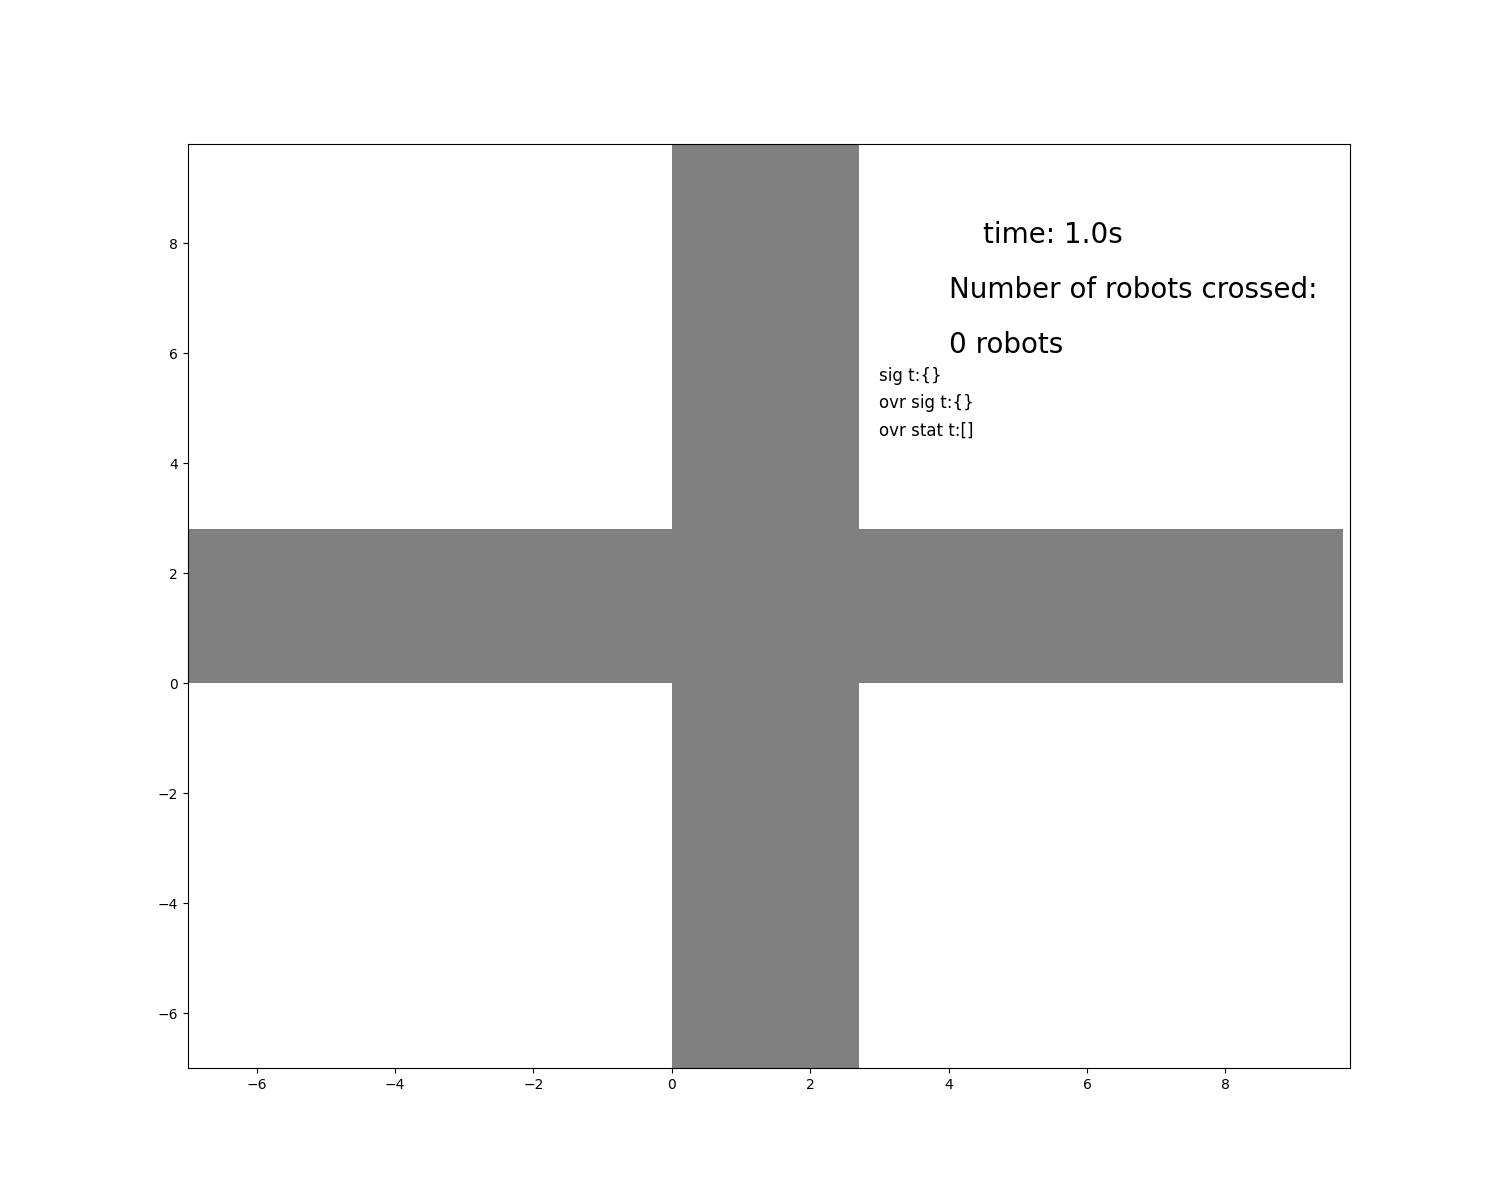 time: 1.0s
Number of robots crossed:
0 robots
sig t:{}
ovr sig t:{}
ovr stat t:[]
8
6
4
2
0
−2
−4
−6
−6 −4 −2 0 2 4 6 8